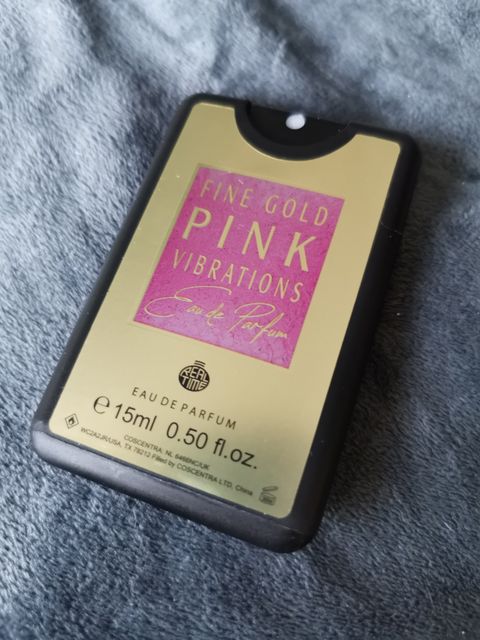 FINE GOLD
PINK
VIBRATIONS
Eau de Parfum
REAL
TIME
EAU DE PARFUM
e 15ml 0.50 fl.oz.
COSCENTRA: NL 6466NC/UK
WC2A2JR/USA, TX 78212 Filled by COSCENTRA LTD, China